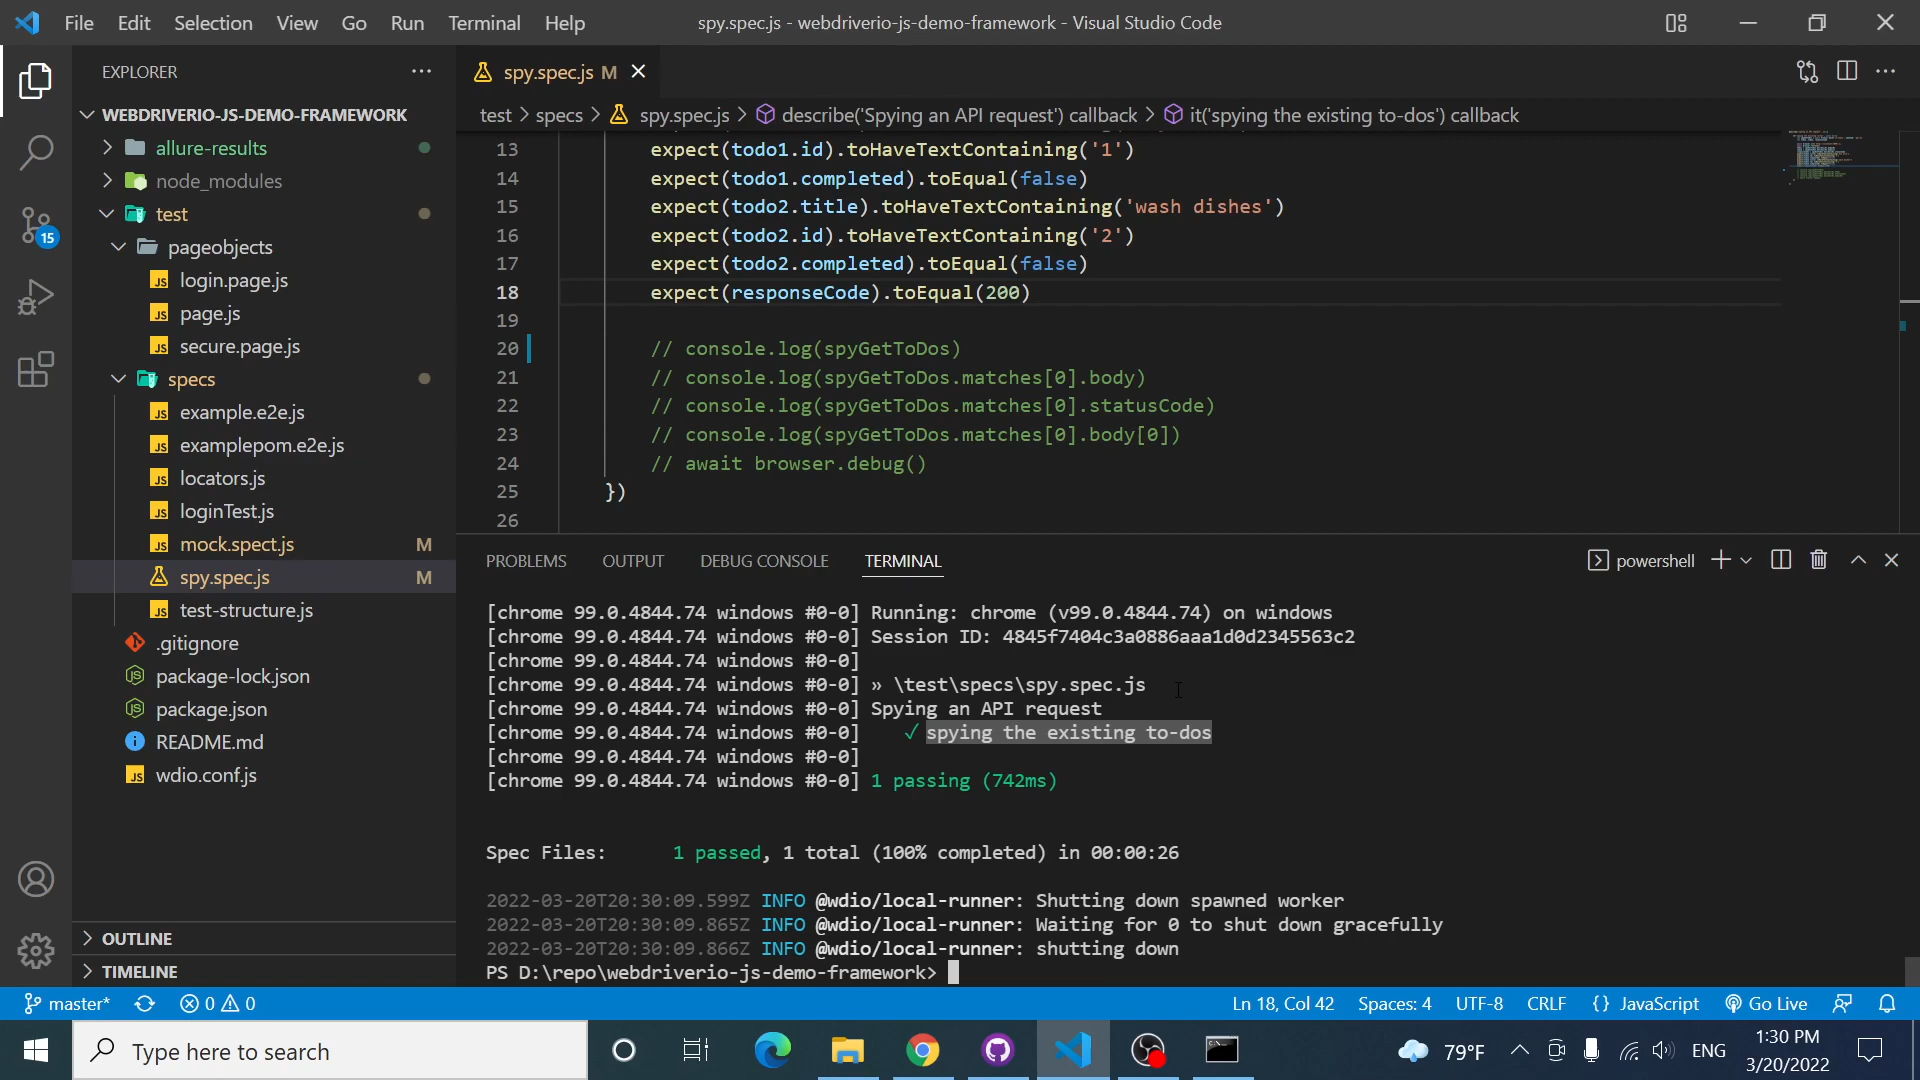 File Edit Selection View Go Run Terminal Help
spy.spec.js - webdriverio-js-demo-framework - Visual Studio Code
EXPLORER
WEBDRIVERIO-JS-DEMO-FRAMEWORK
allure-results
node_modules
test
pageobjects
login.page.js
page.js
secure.page.js
specs
example.e2e.js
examplepom.e2e.js
locators.js
loginTest.js
mock.spect.js M
spy.spec.js M
test-structure.js
.gitignore
package-lock.json
package.json
README.md
wdio.conf.js
OUTLINE
TIMELINE
15
spy.spec.js M
test > specs > spy.spec.js > describe('Spying an API request') callback > it('spying the existing to-dos') callback
13 expect(todo1.id).toHaveTextContaining('1')
14 expect(todo1.completed).toEqual(false)
15 expect(todo2.title).toHaveTextContaining('wash dishes')
16 expect(todo2.id).toHaveTextContaining('2')
17 expect(todo2.completed).toEqual(false)
18 expect(responseCode).toEqual(200)
19
20 // console.log(spyGetToDos)
21 // console.log(spyGetToDos.matches[0].body)
22 // console.log(spyGetToDos.matches[0].statusCode)
23 // console.log(spyGetToDos.matches[0].body[0])
24 // await browser.debug()
25 })
26
PROBLEMS OUTPUT DEBUG CONSOLE TERMINAL powershell
[chrome 99.0.4844.74 windows #0-0] Running: chrome (v99.0.4844.74) on windows
[chrome 99.0.4844.74 windows #0-0] Session ID: 4845f7404c3a0886aaa1d0d2345563c2
[chrome 99.0.4844.74 windows #0-0]
[chrome 99.0.4844.74 windows #0-0] » \test\specs\spy.spec.js
[chrome 99.0.4844.74 windows #0-0] Spying an API request
[chrome 99.0.4844.74 windows #0-0] ✓ spying the existing to-dos
[chrome 99.0.4844.74 windows #0-0]
[chrome 99.0.4844.74 windows #0-0] 1 passing (742ms)
Spec Files: 1 passed, 1 total (100% completed) in 00:00:26
2022-03-20T20:30:09.599Z INFO @wdio/local-runner: Shutting down spawned worker
2022-03-20T20:30:09.865Z INFO @wdio/local-runner: Waiting for 0 to shut down gracefully
2022-03-20T20:30:09.866Z INFO @wdio/local-runner: shutting down
PS D:\repo\webdriverio-js-demo-framework>
master* 0 0 Ln 18, Col 42 Spaces: 4 UTF-8 CRLF {} JavaScript Go Live
Type here to search
79°F ENG
1:30 PM
3/20/2022